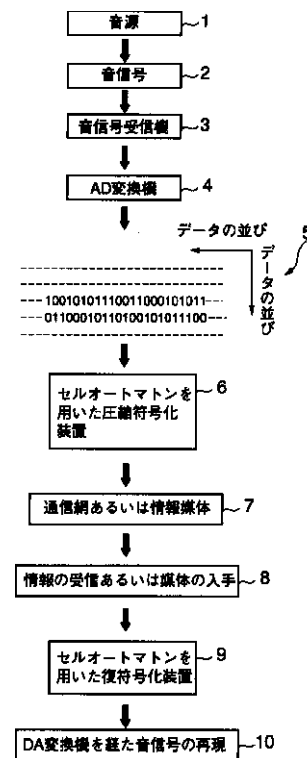 音源
1
音信号
2
音信号受信機
3
AD変換機
4
データの並び
データの並び
5
---10010101110011000101011---
---01100010110100101011100---
セルオートマトンを
用いた圧縮符号化
装置
6
通信網あるいは情報媒体
7
情報の受信あるいは媒体の入手
8
セルオートマトンを
用いた復符号化装置
9
DA変換機を経た音信号の再現
10